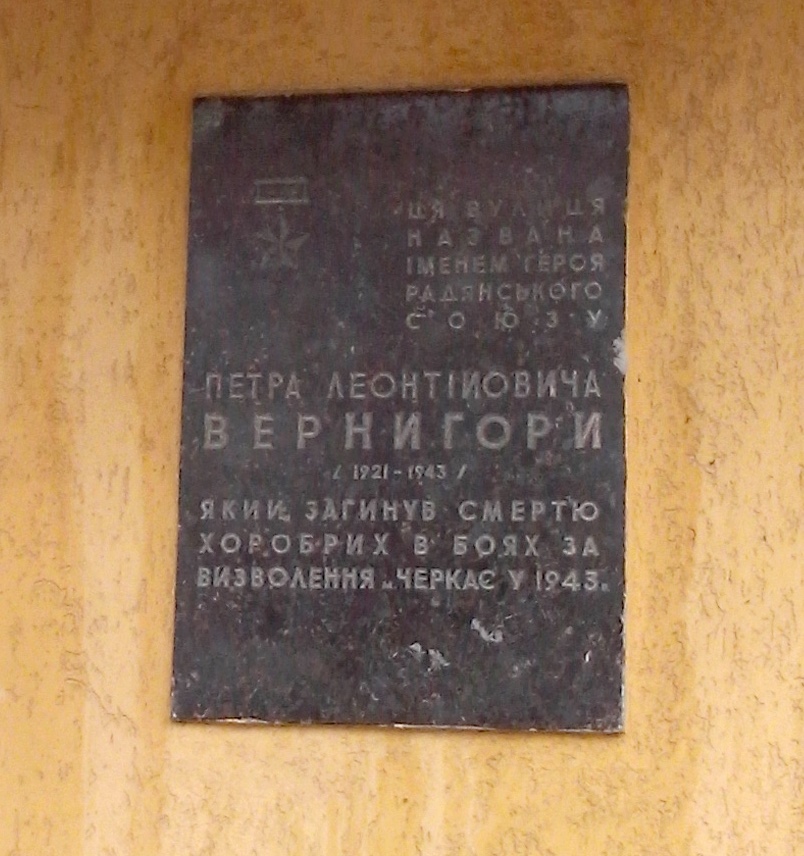 ЦЯ ВУЛИЦЯ
НАЗВАНА
ІМЕНЕМ ГЕРОЯ
РАДЯНСЬКОГО
СОЮЗУ
ПЕТРА ЛЕОНТІЙОВИЧА
ВЕРНИГОРИ
/ 1921-1943 /
ЯКИЙ ЗАГИНУВ СМЕРТЮ
ХОРОБРИХ В БОЯХ ЗА
ВИЗВОЛЕННЯ м.ЧЕРКАС У 1943.